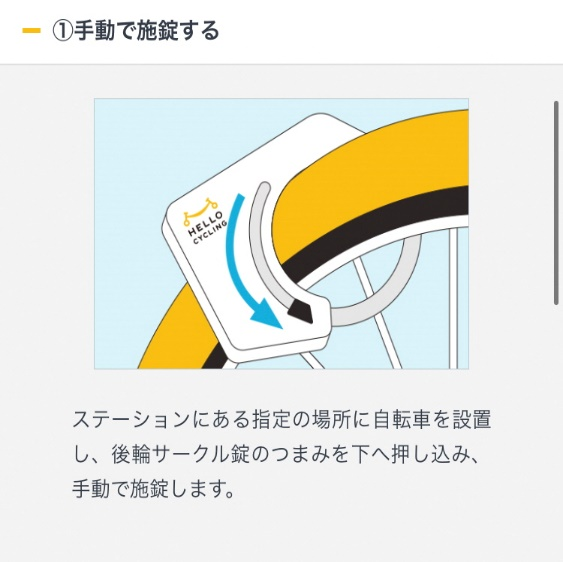 ①手動で施錠する
HELLO
CYCLING
ステーションにある指定の場所に自転車を設置
し、後輪サークル錠のつまみを下へ押し込み、
手動で施錠します。